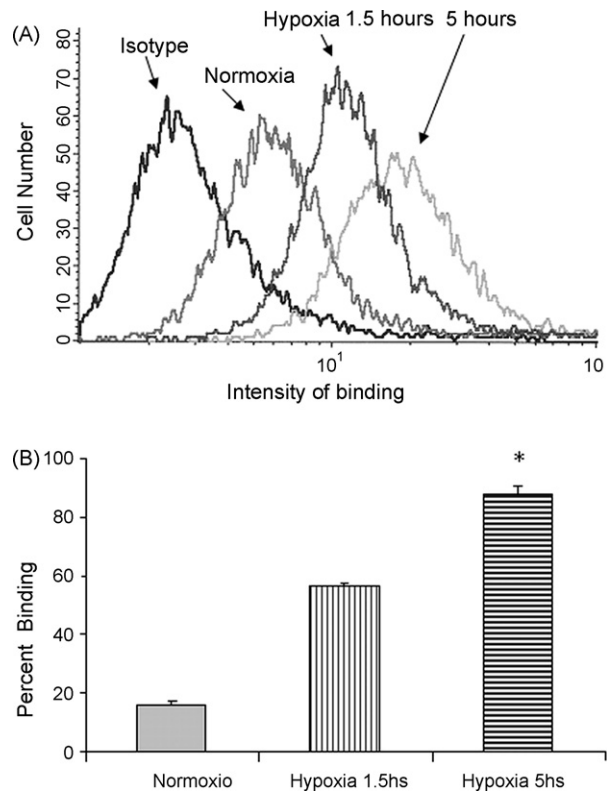 (A)
Isotype
Normoxia
Hypoxia 1.5 hours
5 hours
Cell Number
80
70
60
50
40
30
20
10
0
10¹
10
Intensity of binding
(B)
Percent Binding
100
80
60
40
20
0
*
Normoxio
Hypoxia 1.5hs
Hypoxia 5hs